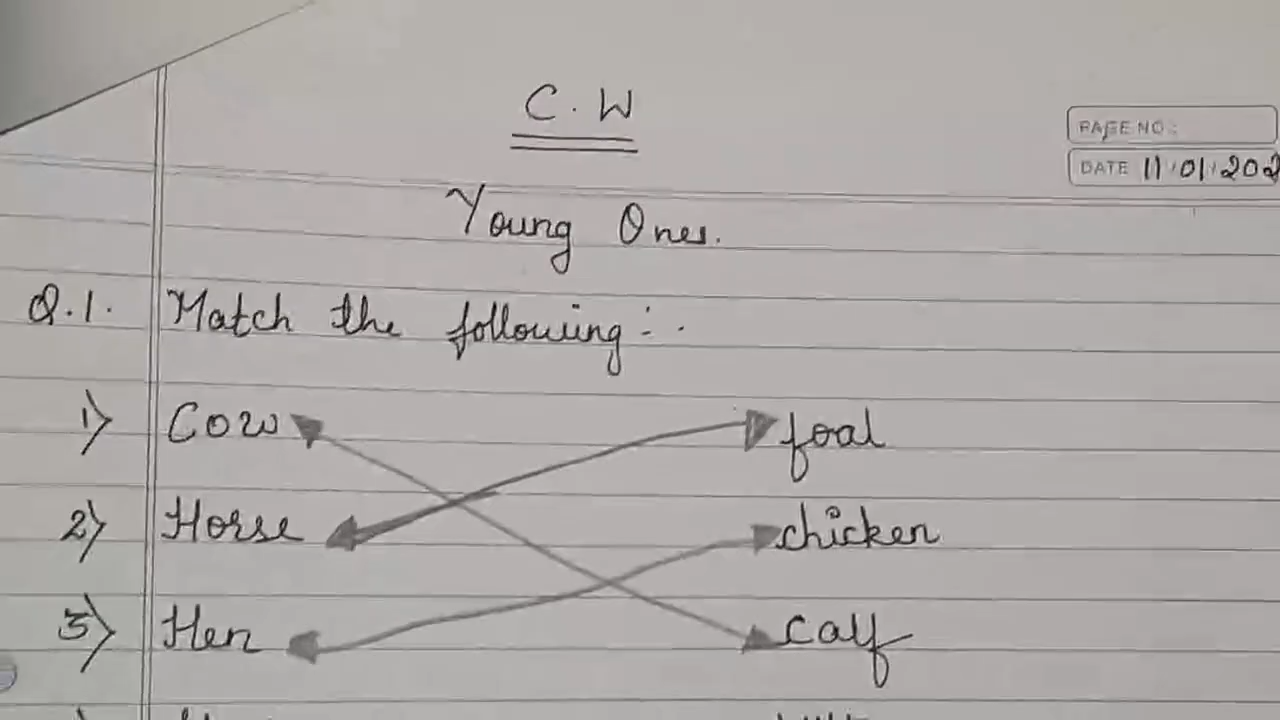 C.W
PAGE NO.:
DATE 11/01/202
Young Ones.
Q.1. Match the following:-
1) Cow foal
2) Horse chicken
3) Hen calf